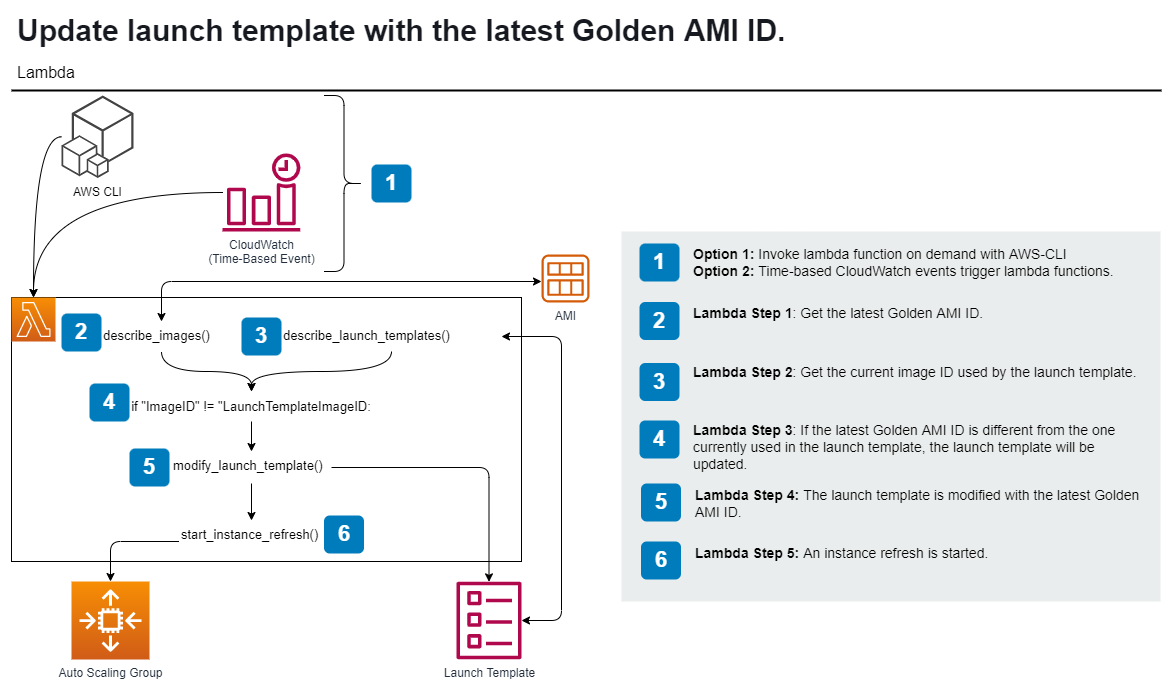 Update launch template with the latest Golden AMI ID.
Lambda
AWS CLI
CloudWatch
(Time-Based Event)
1
AMI
2
describe_images()
3
describe_launch_templates()
4
if "ImageID" != "LaunchTemplateImageID:
5
modify_launch_template()
start_instance_refresh()
6
Auto Scaling Group
Launch Template
1
Option 1: Invoke lambda function on demand with AWS-CLI
Option 2: Time-based CloudWatch events trigger lambda functions.
2
Lambda Step 1: Get the latest Golden AMI ID.
3
Lambda Step 2: Get the current image ID used by the launch template.
4
Lambda Step 3: If the latest Golden AMI ID is different from the one
currently used in the launch template, the launch template will be
updated.
5
Lambda Step 4: The launch template is modified with the latest Golden
AMI ID.
6
Lambda Step 5: An instance refresh is started.